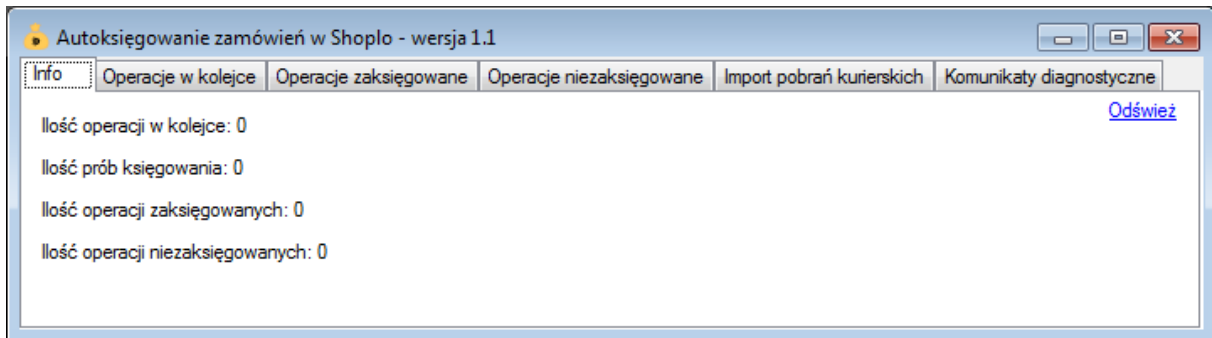 Autoksięgowanie zamówień w Shoplo - wersja 1.1
Info Operacje w kolejce Operacje zaksięgowane Operacje niezaksięgowane Import pobrań kurierskich Komunikaty diagnostyczne
Odśwież
Ilość operacji w kolejce: 0
Ilość prób księgowania: 0
Ilość operacji zaksięgowanych: 0
Ilość operacji niezaksięgowanych: 0